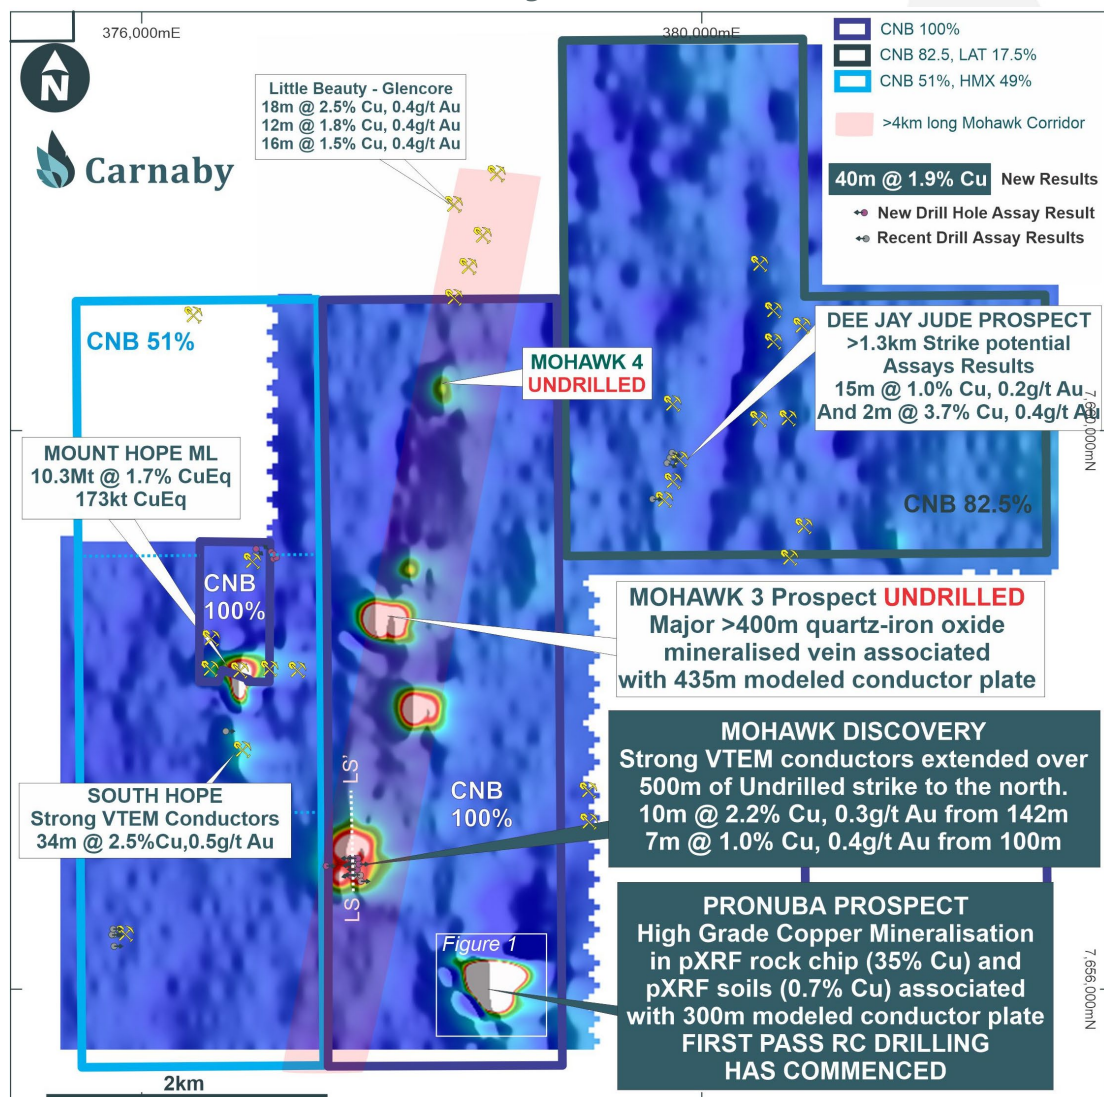 376,000mE
380,000mE
CNB 100%
CNB 82.5, LAT 17.5%
CNB 51%, HMX 49%
>4km long Mohawk Corridor
40m @ 1.9% Cu New Results
New Drill Hole Assay Result
Recent Drill Assay Results
N
Carnaby
Little Beauty - Glencore
18m @ 2.5% Cu, 0.4g/t Au
12m @ 1.8% Cu, 0.4g/t Au
16m @ 1.5% Cu, 0.4g/t Au
CNB 51%
MOHAWK 4
UNDRILLED
DEE JAY JUDE PROSPECT
>1.3km Strike potential
Assays Results
15m @ 1.0% Cu, 0.2g/t Au
And 2m @ 3.7% Cu, 0.4g/t Au
MOUNT HOPE ML
10.3Mt @ 1.7% CuEq
173kt CuEq
CNB 82.5%
CNB
100%
MOHAWK 3 Prospect UNDRILLED
Major >400m quartz-iron oxide
mineralised vein associated
with 435m modeled conductor plate
MOHAWK DISCOVERY
Strong VTEM conductors extended over
500m of Undrilled strike to the north.
10m @ 2.2% Cu, 0.3g/t Au from 142m
7m @ 1.0% Cu, 0.4g/t Au from 100m
LS'
LS
CNB
100%
SOUTH HOPE
Strong VTEM Conductors
34m @ 2.5%Cu,0.5g/t Au
Figure 1
PRONUBA PROSPECT
High Grade Copper Mineralisation
in pXRF rock chip (35% Cu) and
pXRF soils (0.7% Cu) associated
with 300m modeled conductor plate
FIRST PASS RC DRILLING
HAS COMMENCED
7,656,000mN
2km